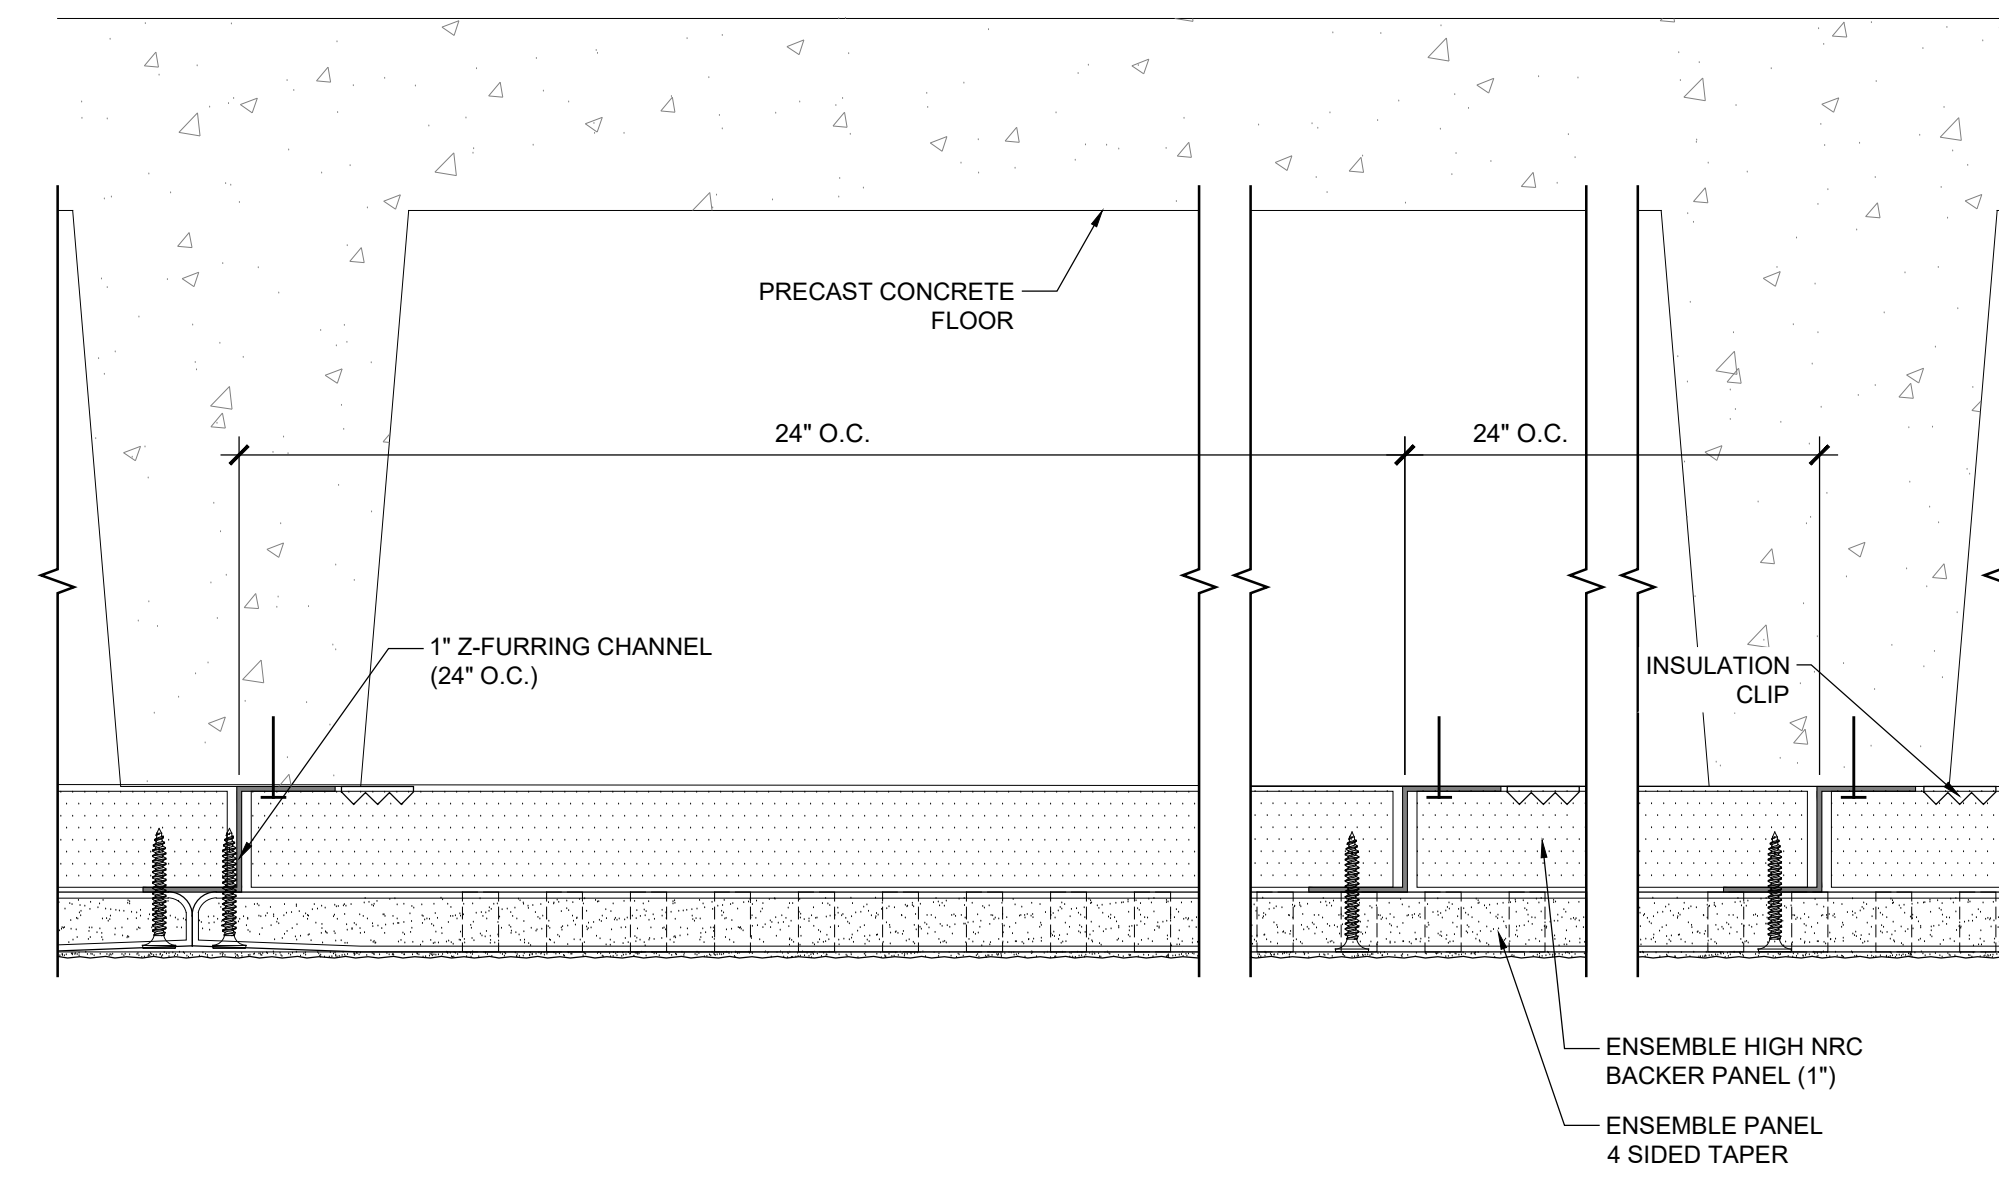 PRECAST CONCRETE
FLOOR
24" O.C.
24" O.C.
1" Z-FURRING CHANNEL
(24" O.C.)
INSULATION
CLIP
ENSEMBLE HIGH NRC
BACKER PANEL (1")
ENSEMBLE PANEL
4 SIDED TAPER